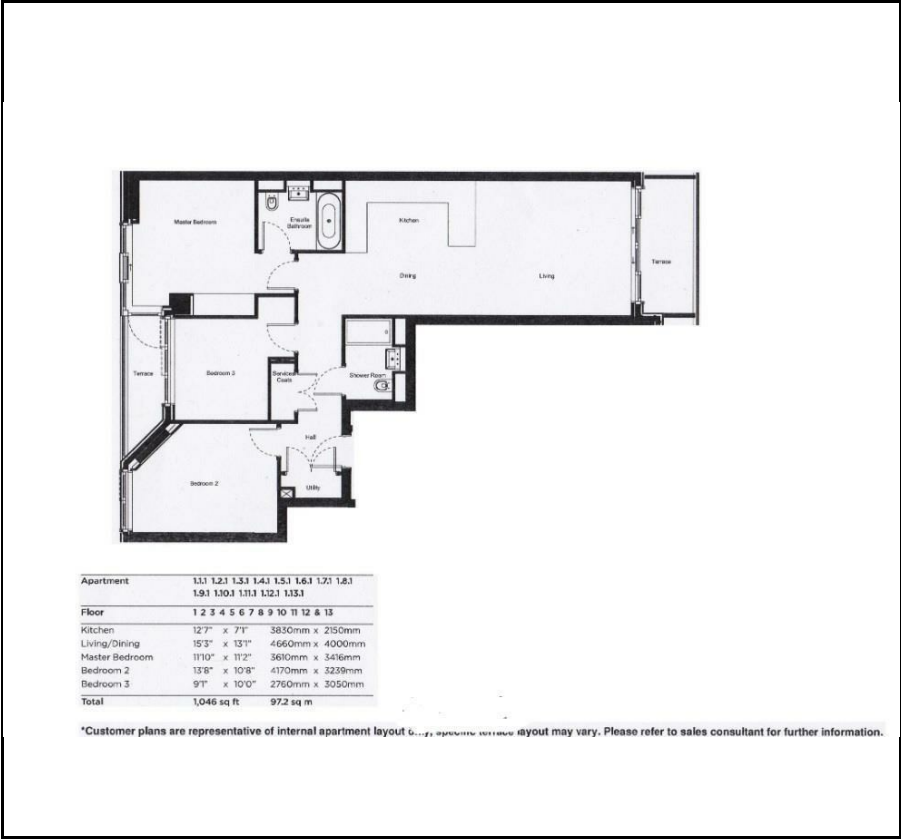 Master Bedroom
Ensuite
Bathroom
Kitchen
Dining
Living
Terrace
Terrace
Bedroom 3
Services
Coats
Shower Room
Hall
Bedroom 2
Utility
Apartment 1.1.1 1.2.1 1.3.1 1.4.1 1.5.1 1.6.1 1.7.1 1.8.1
1.9.1 1.10.1 1.11.1 1.12.1 1.13.1
Floor 1 2 3 4 5 6 7 8 9 10 11 12 & 13
Kitchen 12'7" x 7'1" 3830mm x 2150mm
Living/Dining 15'3" x 13'1" 4660mm x 4000mm
Master Bedroom 11'10" x 11'2" 3610mm x 3416mm
Bedroom 2 13'8" x 10'8" 4170mm x 3239mm
Bedroom 3 9'1" x 10'0" 2760mm x 3050mm
Total 1,046 sq ft 97.2 sq m
*Customer plans are representative of internal apartment layout layout may vary. Please refer to sales consultant for further information.